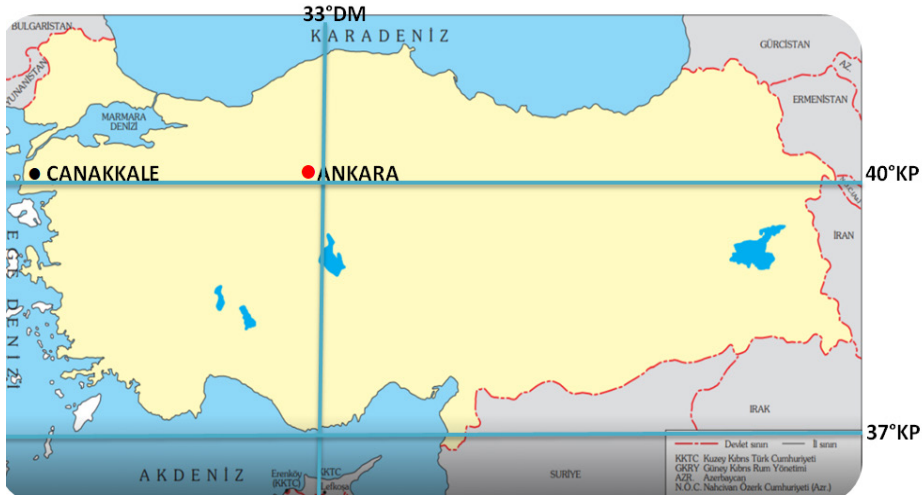 33°DM
BULGARİSTAN
KARADENİZ
GÜRCİSTAN
AZ.
YUNANİSTAN
ERMENİSTAN
MARMARA
DENİZİ
CANAKKALE
ANKARA
40°KP
İRAN
EGE DENİZİ
IRAK
37°KP
Devlet sınırı
İl sınırı
AKDENİZ
Erenköy
(KKTC)
KKTC
Lefkoşa
SURİYE
KKTC Kuzey Kıbrıs Türk Cumhuriyeti
GKRY Güney Kıbrıs Rum Yönetimi
AZR. Azerbaycan
N.Ö.C. Nahcivan Özerk Cumhuriyeti (Azr.)